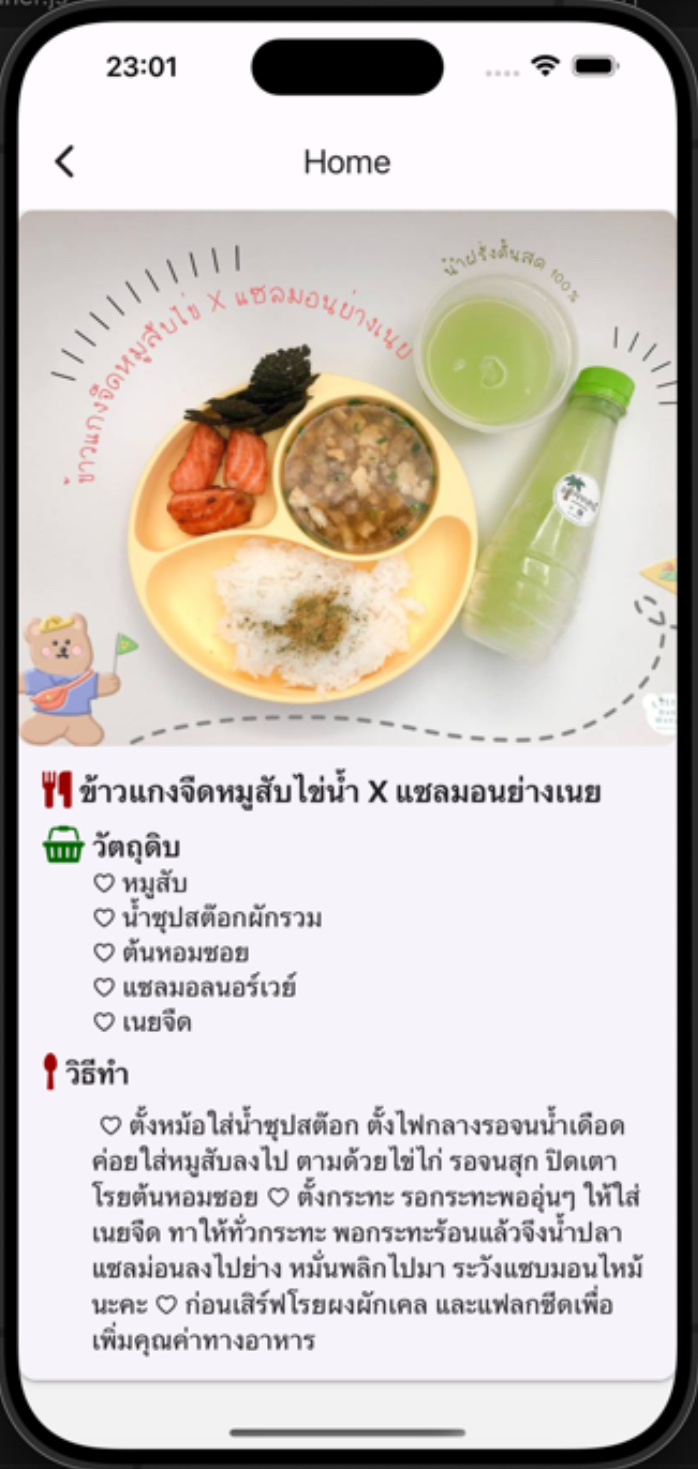 23:01
Home
ข้าวแกงจืดหมูสับไข่ X แซลมอนย่างเนย
น้ำฝรั่งคั้นสด 100%
ข้าวแกงจืดหมูสับไข่น้ำ X แซลมอนย่างเนย
วัตถุดิบ
♡ หมูสับ
♡ น้ำซุปสต๊อกผักรวม
♡ ต้นหอมซอย
♡ แซลมอลนอร์เวย์
♡ เนยจืด
วิธีทำ
♡ ตั้งหม้อใส่น้ำซุปสต๊อก ตั้งไฟกลางรอจนน้ำเดือด
ค่อยใส่หมูสับลงไป ตามด้วยไข่ไก่ รอจนสุก ปิดเตา
โรยต้นหอมซอย ♡ ตั้งกระทะ รอกระทะพออุ่นๆ ให้ใส่
เนยจืด ทาให้ทั่วกระทะ พอกระทะร้อนแล้วจึงน้ำปลา
แซลม่อนลงไปย่าง หมั่นพลิกไปมา ระวังแซบมอนไหม้
นะคะ ♡ ก่อนเสิร์ฟโรยผงผักเคล และแฟลกซีดเพื่อ
เพิ่มคุณค่าทางอาหาร